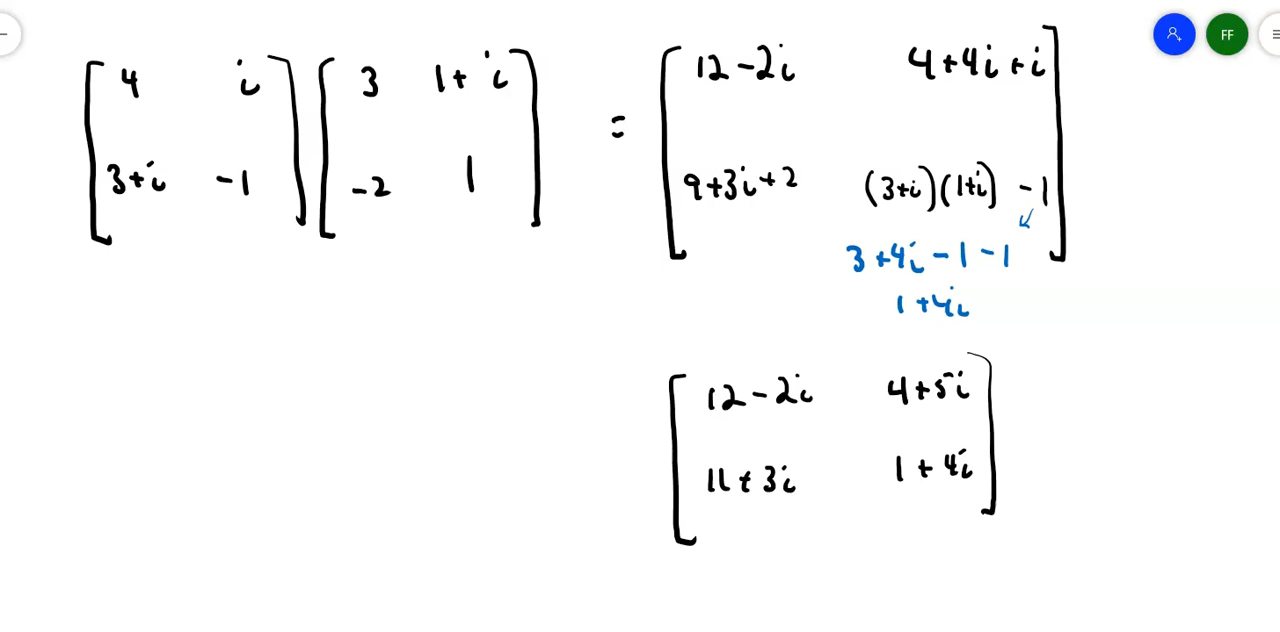 4 i 3 1+i = 12-2i 4+4i+i
3+i -1 -2 1 9+3i+2 (3+i)(1+i) -1
3+4i-1-1
1+4i
12-2i 4+5i
11+3i 1+4i
FF